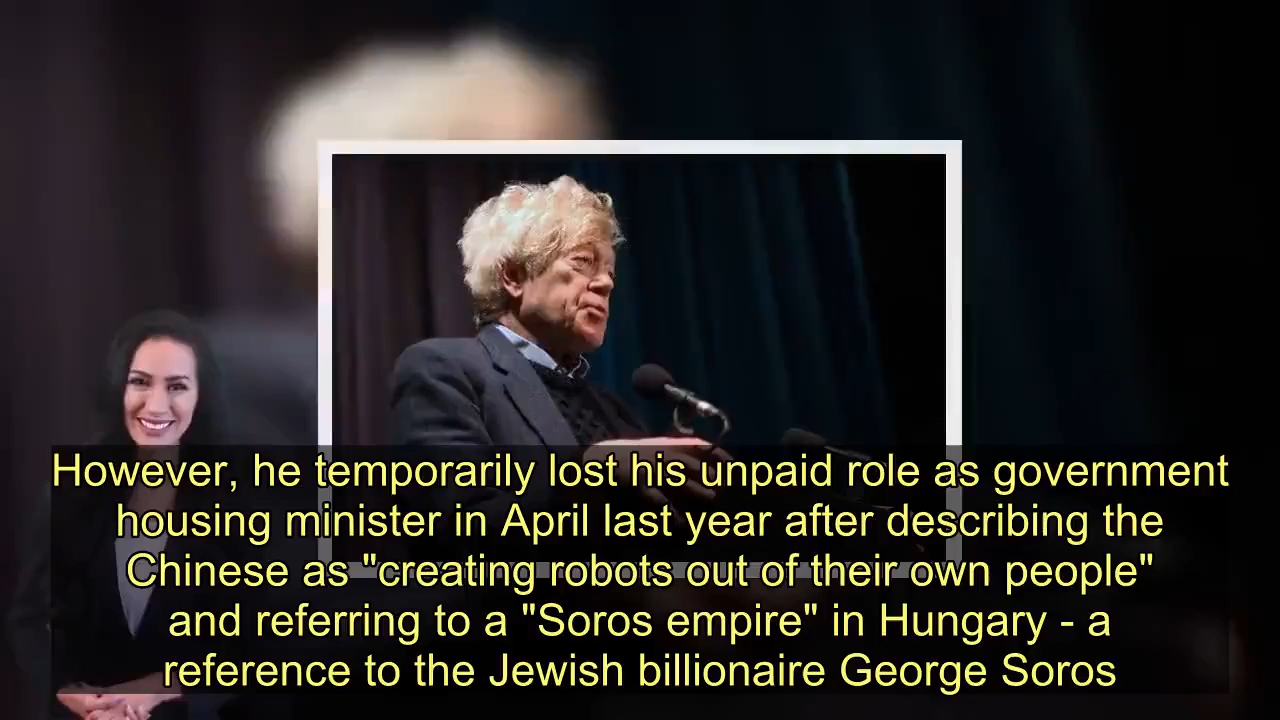 However, he temporarily lost his unpaid role as government
housing minister in April last year after describing the
Chinese as "creating robots out of their own people"
and referring to a "Soros empire" in Hungary - a
reference to the Jewish billionaire George Soros